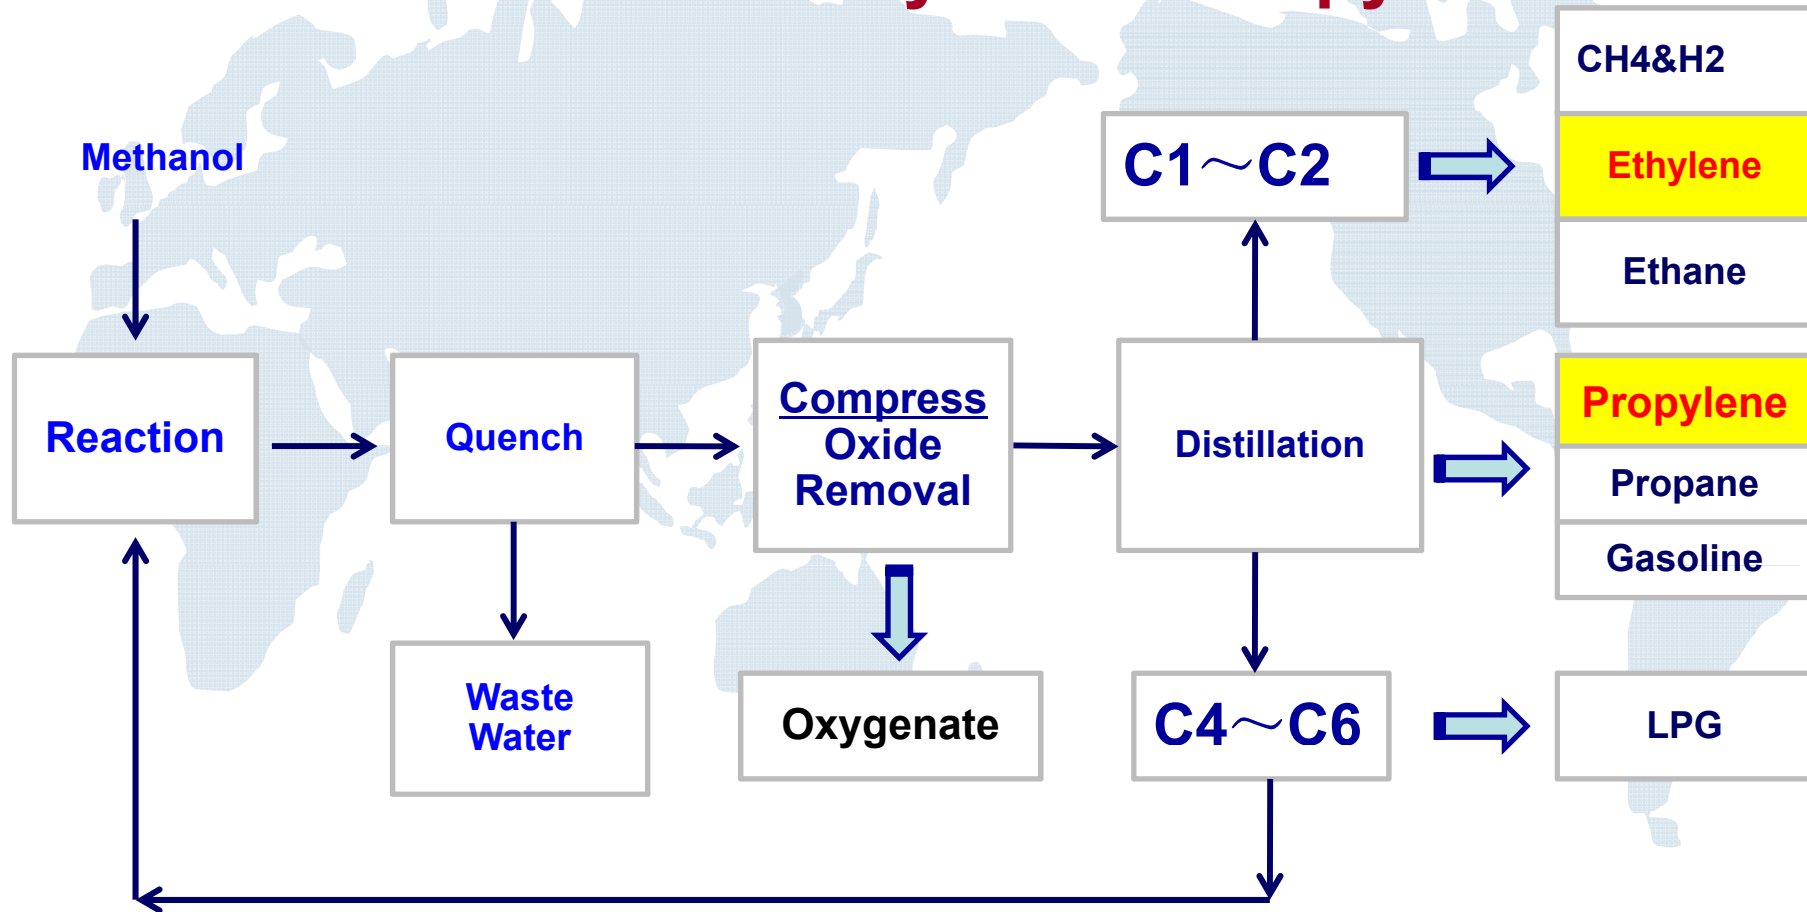 CH4&H2
Methanol
C1～C2
Ethylene
Ethane
Reaction
Quench
Compress
Oxide
Removal
Distillation
Propylene
Propane
Gasoline
Waste
Water
Oxygenate
C4～C6
LPG